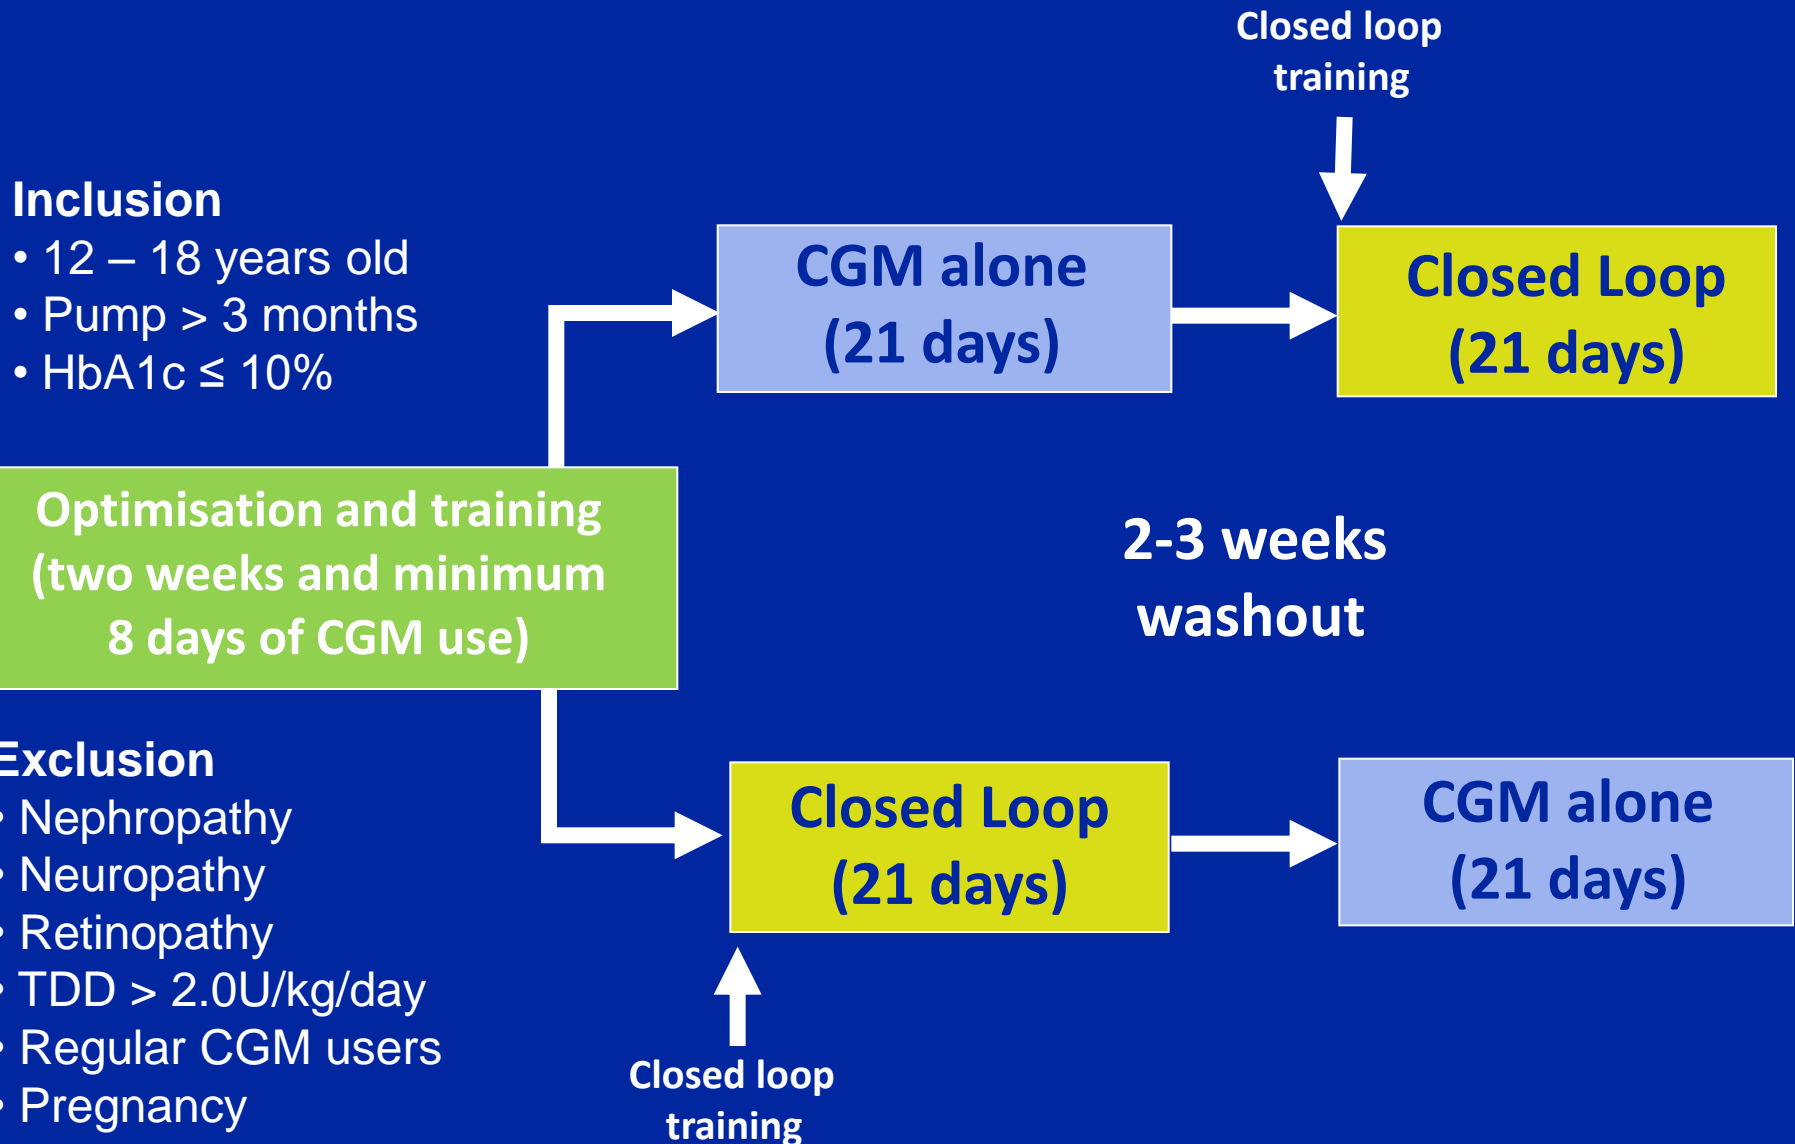 Closed loop
training
Inclusion
• 12 – 18 years old
• Pump > 3 months
• HbA1c ≤ 10%
CGM alone
(21 days)
Closed Loop
(21 days)
Optimisation and training
(two weeks and minimum
8 days of CGM use)
2-3 weeks
washout
Exclusion
• Nephropathy
• Neuropathy
• Retinopathy
• TDD > 2.0U/kg/day
• Regular CGM users
• Pregnancy
Closed Loop
(21 days)
CGM alone
(21 days)
Closed loop
training